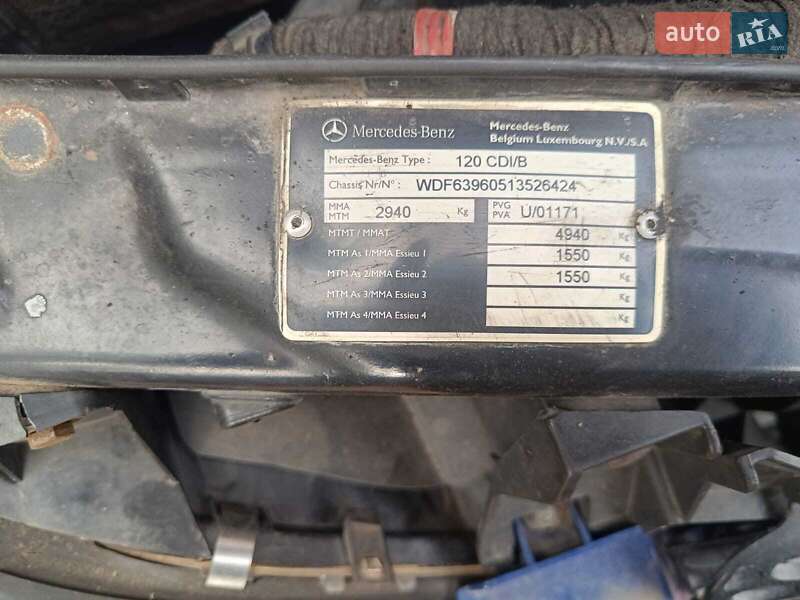 auto RIA.com
Mercedes-Benz
Mercedes-Benz
Belgium Luxembourg N.V./S.A
Mercedes-Benz Type : 120 CDI/B
Chassis Nr/N° : WDF63960513526424
MMA
MTM 2940 Kg
PVG
PVA U/01171
MTMT / MMAT 4940 Kg
MTM As 1/MMA Essieu 1 1550 Kg
MTM As 2/MMA Essieu 2 1550 Kg
MTM As 3/MMA Essieu 3 Kg
MTM As 4/MMA Essieu 4 Kg